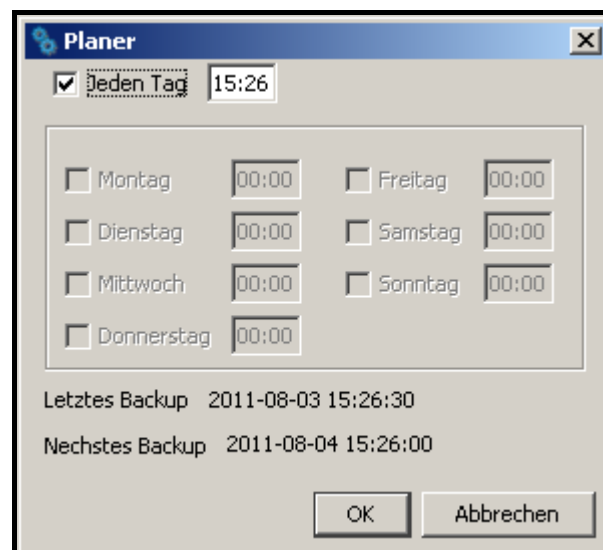 Planer
Jeden Tag 15:26
Montag 00:00 Freitag 00:00
Dienstag 00:00 Samstag 00:00
Mittwoch 00:00 Sonntag 00:00
Donnerstag 00:00
Letztes Backup 2011-08-03 15:26:30
Nechstes Backup 2011-08-04 15:26:00
OK Abbrechen